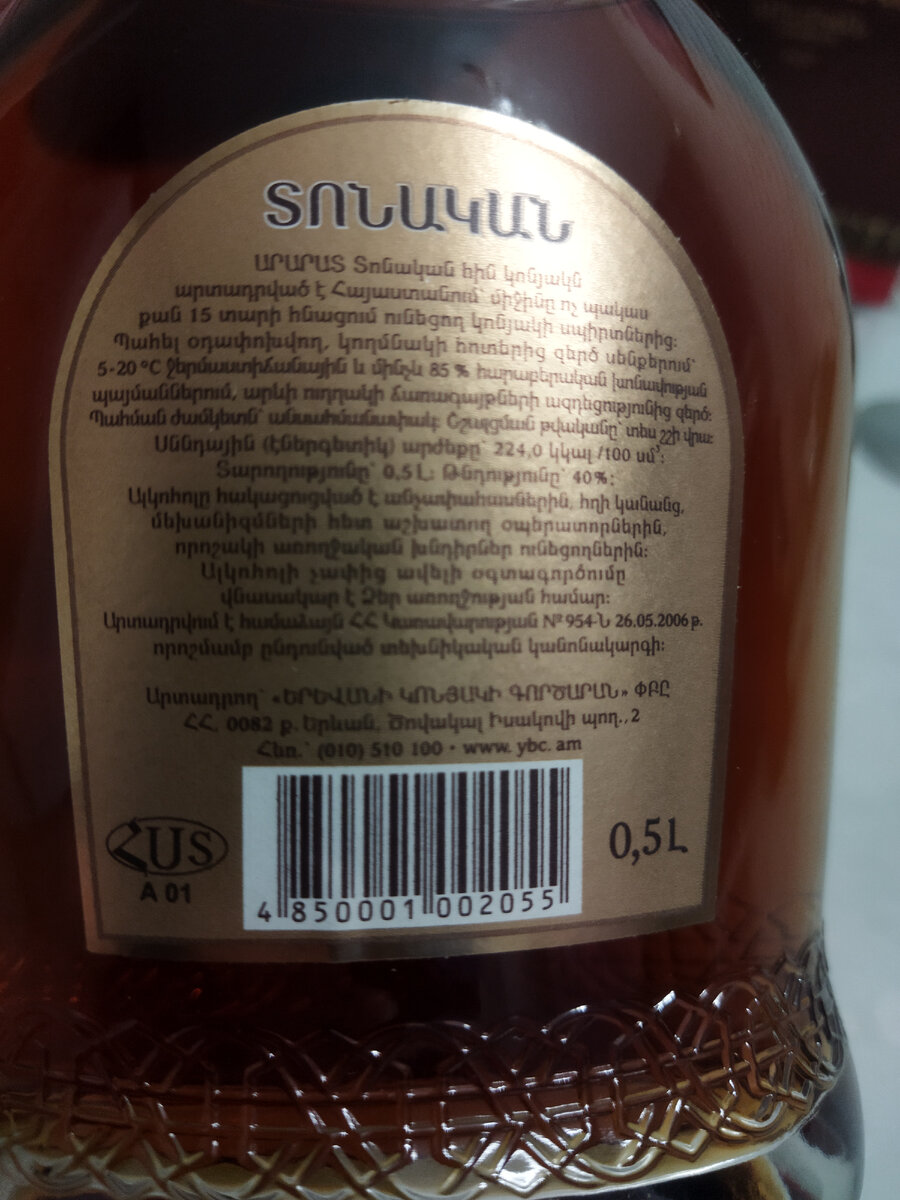 ՏՈՆԱԿԱՆ
ԱՐԱՐԱՏ Տոնական հին կոնյակն
արտադրված է Հայաստանում՝ միջինը ոչ պակաս
քան 15 տարի հնացում ունեցող կոնյակի սպիրտներից:
Պահել օդափոխվող, կողմնակի հոտերից զերծ սենքերում՝
5-20 °C ջերմաստիճանային և մինչև 85 % հարաբերական խոնավության
պայմաններում, արևի ուղղակի ճառագայթների ազդեցությունից զերծ:
Պահման ժամկետն՝ անսահմանափակ: Շշալցման թվականը՝ տես շշի վրա:
Սննդային (էներգետիկ) արժեքը՝ 224,0 կկալ /100 սմ³:
Տարողությունը՝ 0,5 Լ: Թնդությունը՝ 40%:
Ալկոհոլը հակացուցված է անչափահասներին, հղի կանանց,
մեխանիզմների հետ աշխատող օպերատորներին,
որոշակի առողջական խնդիրներ ունեցողներին:
Ալկոհոլի չափից ավելի օգտագործումը
վնասակար է Ձեր առողջության համար:
Արտադրվում է համաձայն ՀՀ Կառավարության № 954-Ն 26.05.2006 թ.
որոշմամբ ընդունված տեխնիկական կանոնակարգի:
Արտադրող՝ «ԵՐԵՎԱՆԻ ԿՈՆՅԱԿԻ ԳՈՐԾԱՐԱՆ» ՓԲԸ
ՀՀ, 0082 ք. Երևան, Ծովակալ Իսակովի պող., 2
Հեռ.՝ (010) 510 100 • www.ybc.am
ՀUS
A 01
0,5 Լ
4 850001 002055